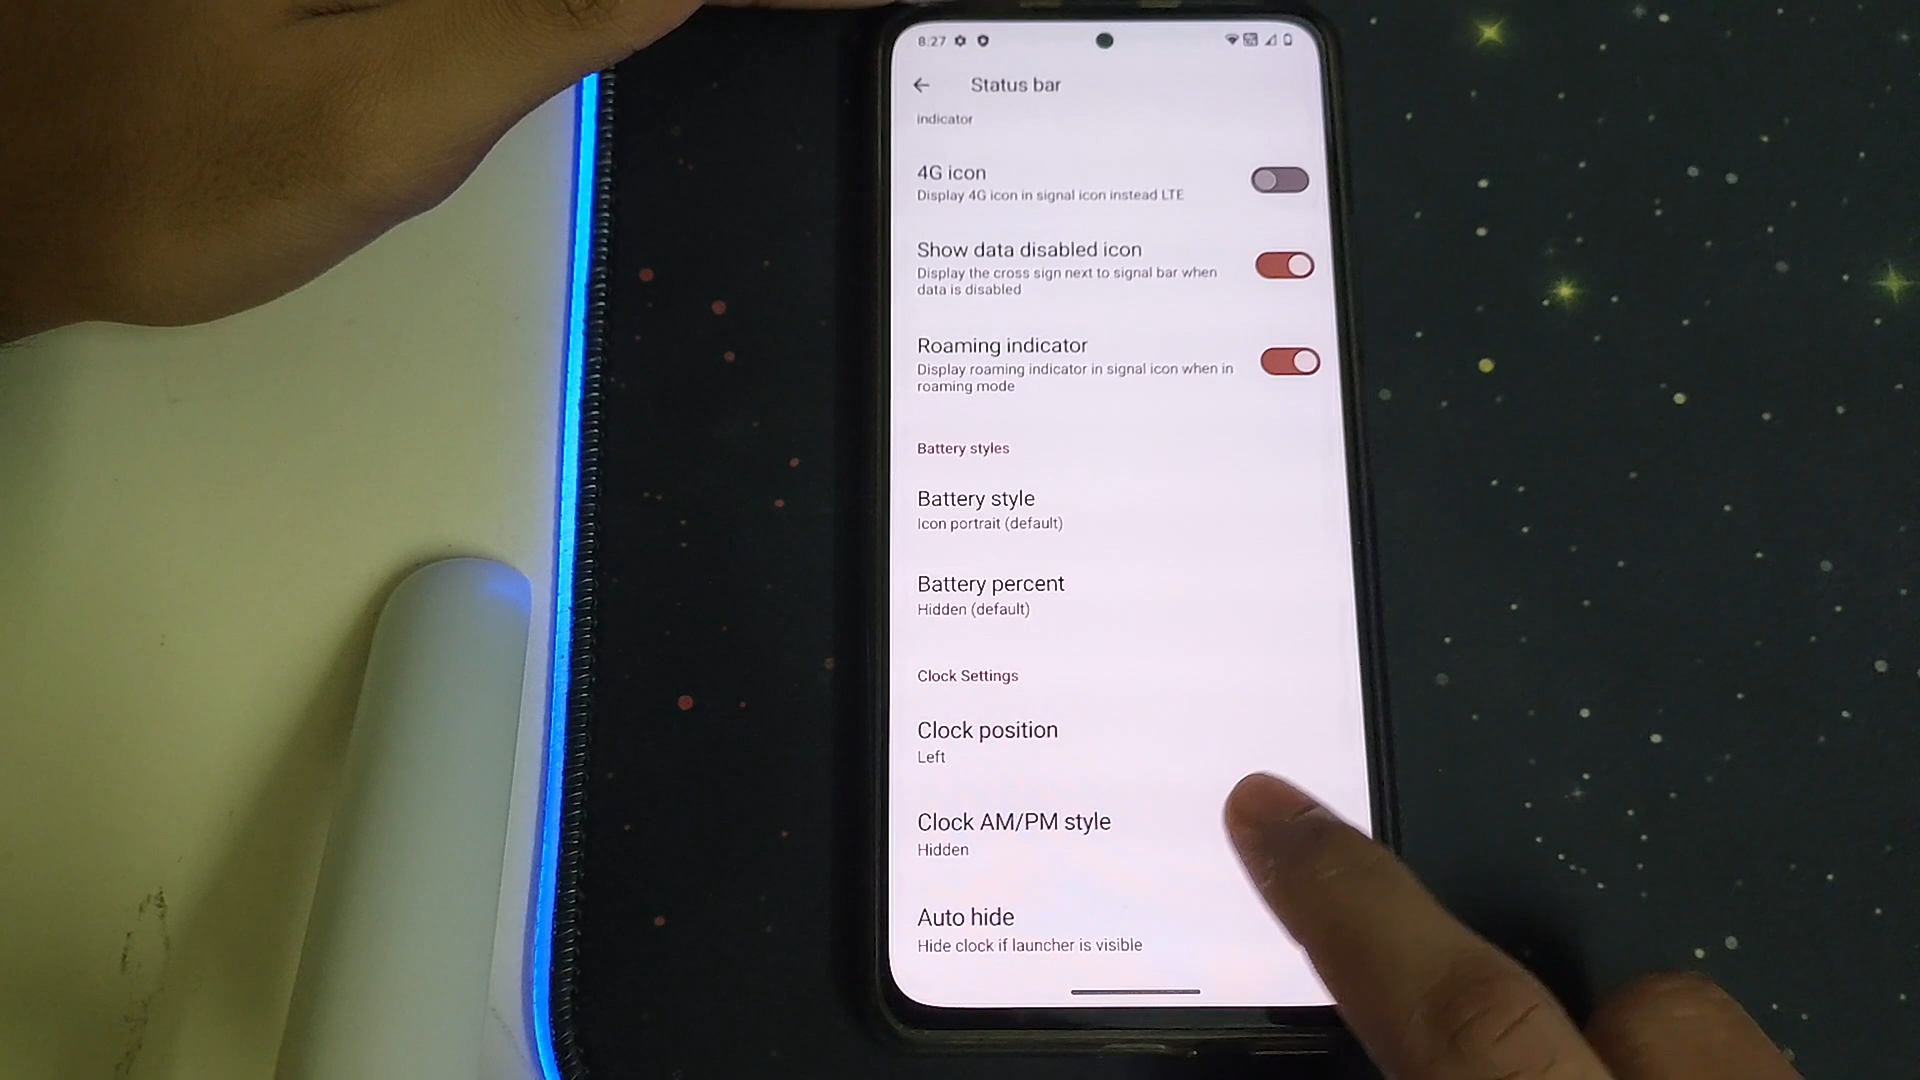 8:27
Status bar
indicator
4G icon
Display 4G icon in signal icon instead LTE
Show data disabled icon
Display the cross sign next to signal bar when
data is disabled
Roaming indicator
Display roaming indicator in signal icon when in
roaming mode
Battery styles
Battery style
Icon portrait (default)
Battery percent
Hidden (default)
Clock Settings
Clock position
Left
Clock AM/PM style
Hidden
Auto hide
Hide clock if launcher is visible